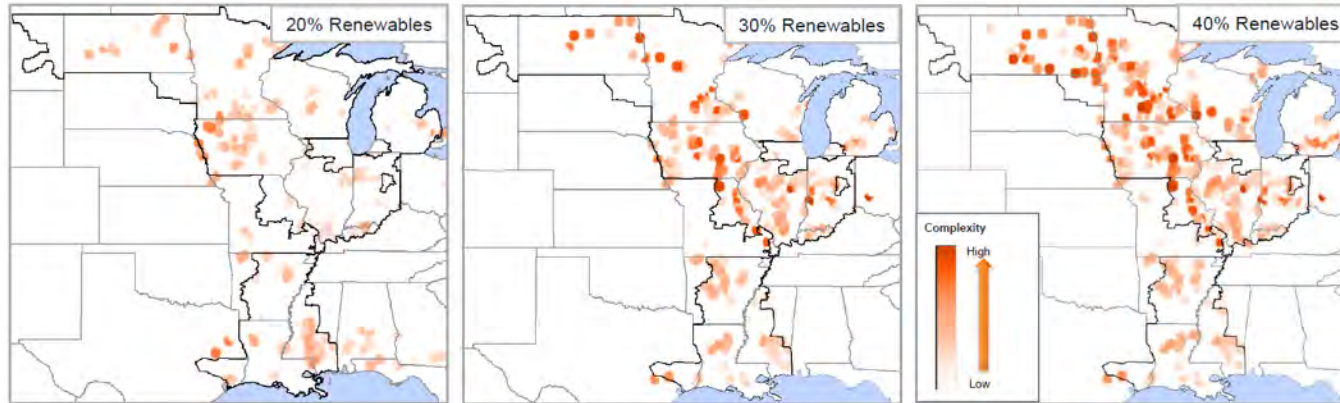 20% Renewables
30% Renewables
40% Renewables
Complexity
High
Low